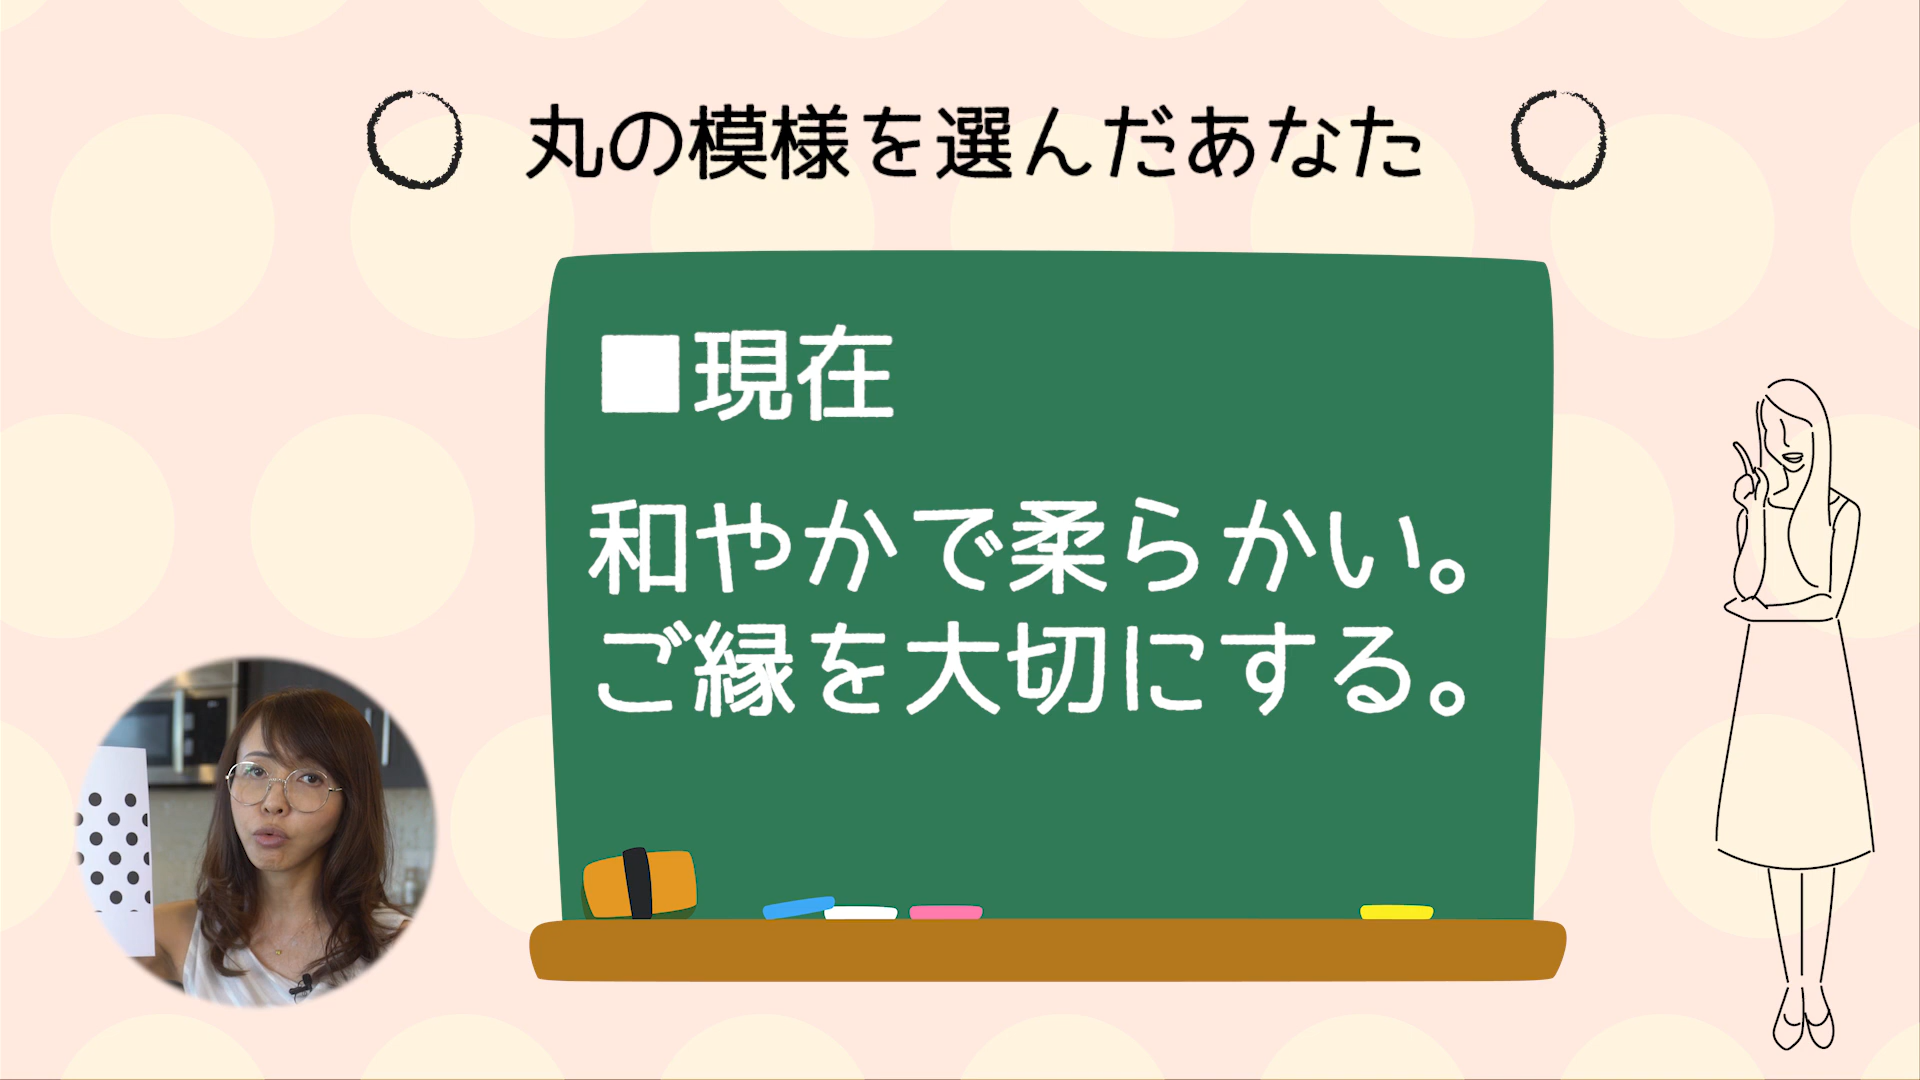 丸の模様を選んだあなた
■現在
和やかで柔らかい。
ご縁を大切にする。